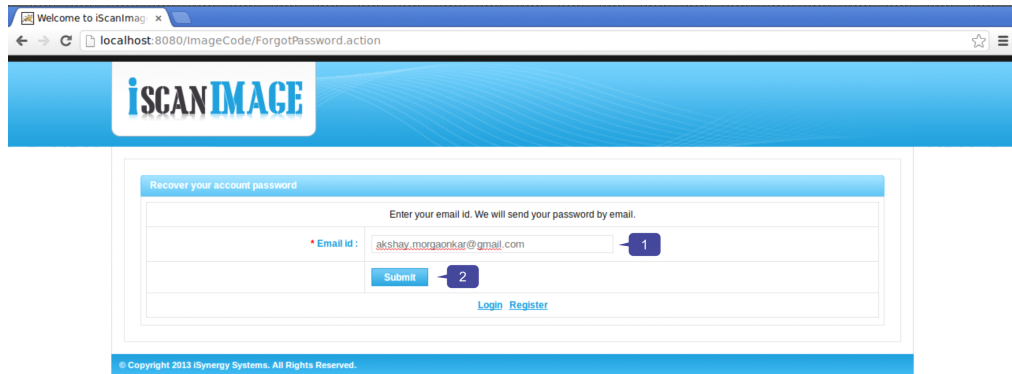 Welcome to iScanImag
localhost:8080/ImageCode/ForgotPassword.action
iSCANIMAGE
Recover your account password
Enter your email id. We will send your password by email.
* Email id : akshay.morgaonkar@gmail.com 1
Submit 2
Login Register
© Copyright 2013 iSynergy Systems. All Rights Reserved.